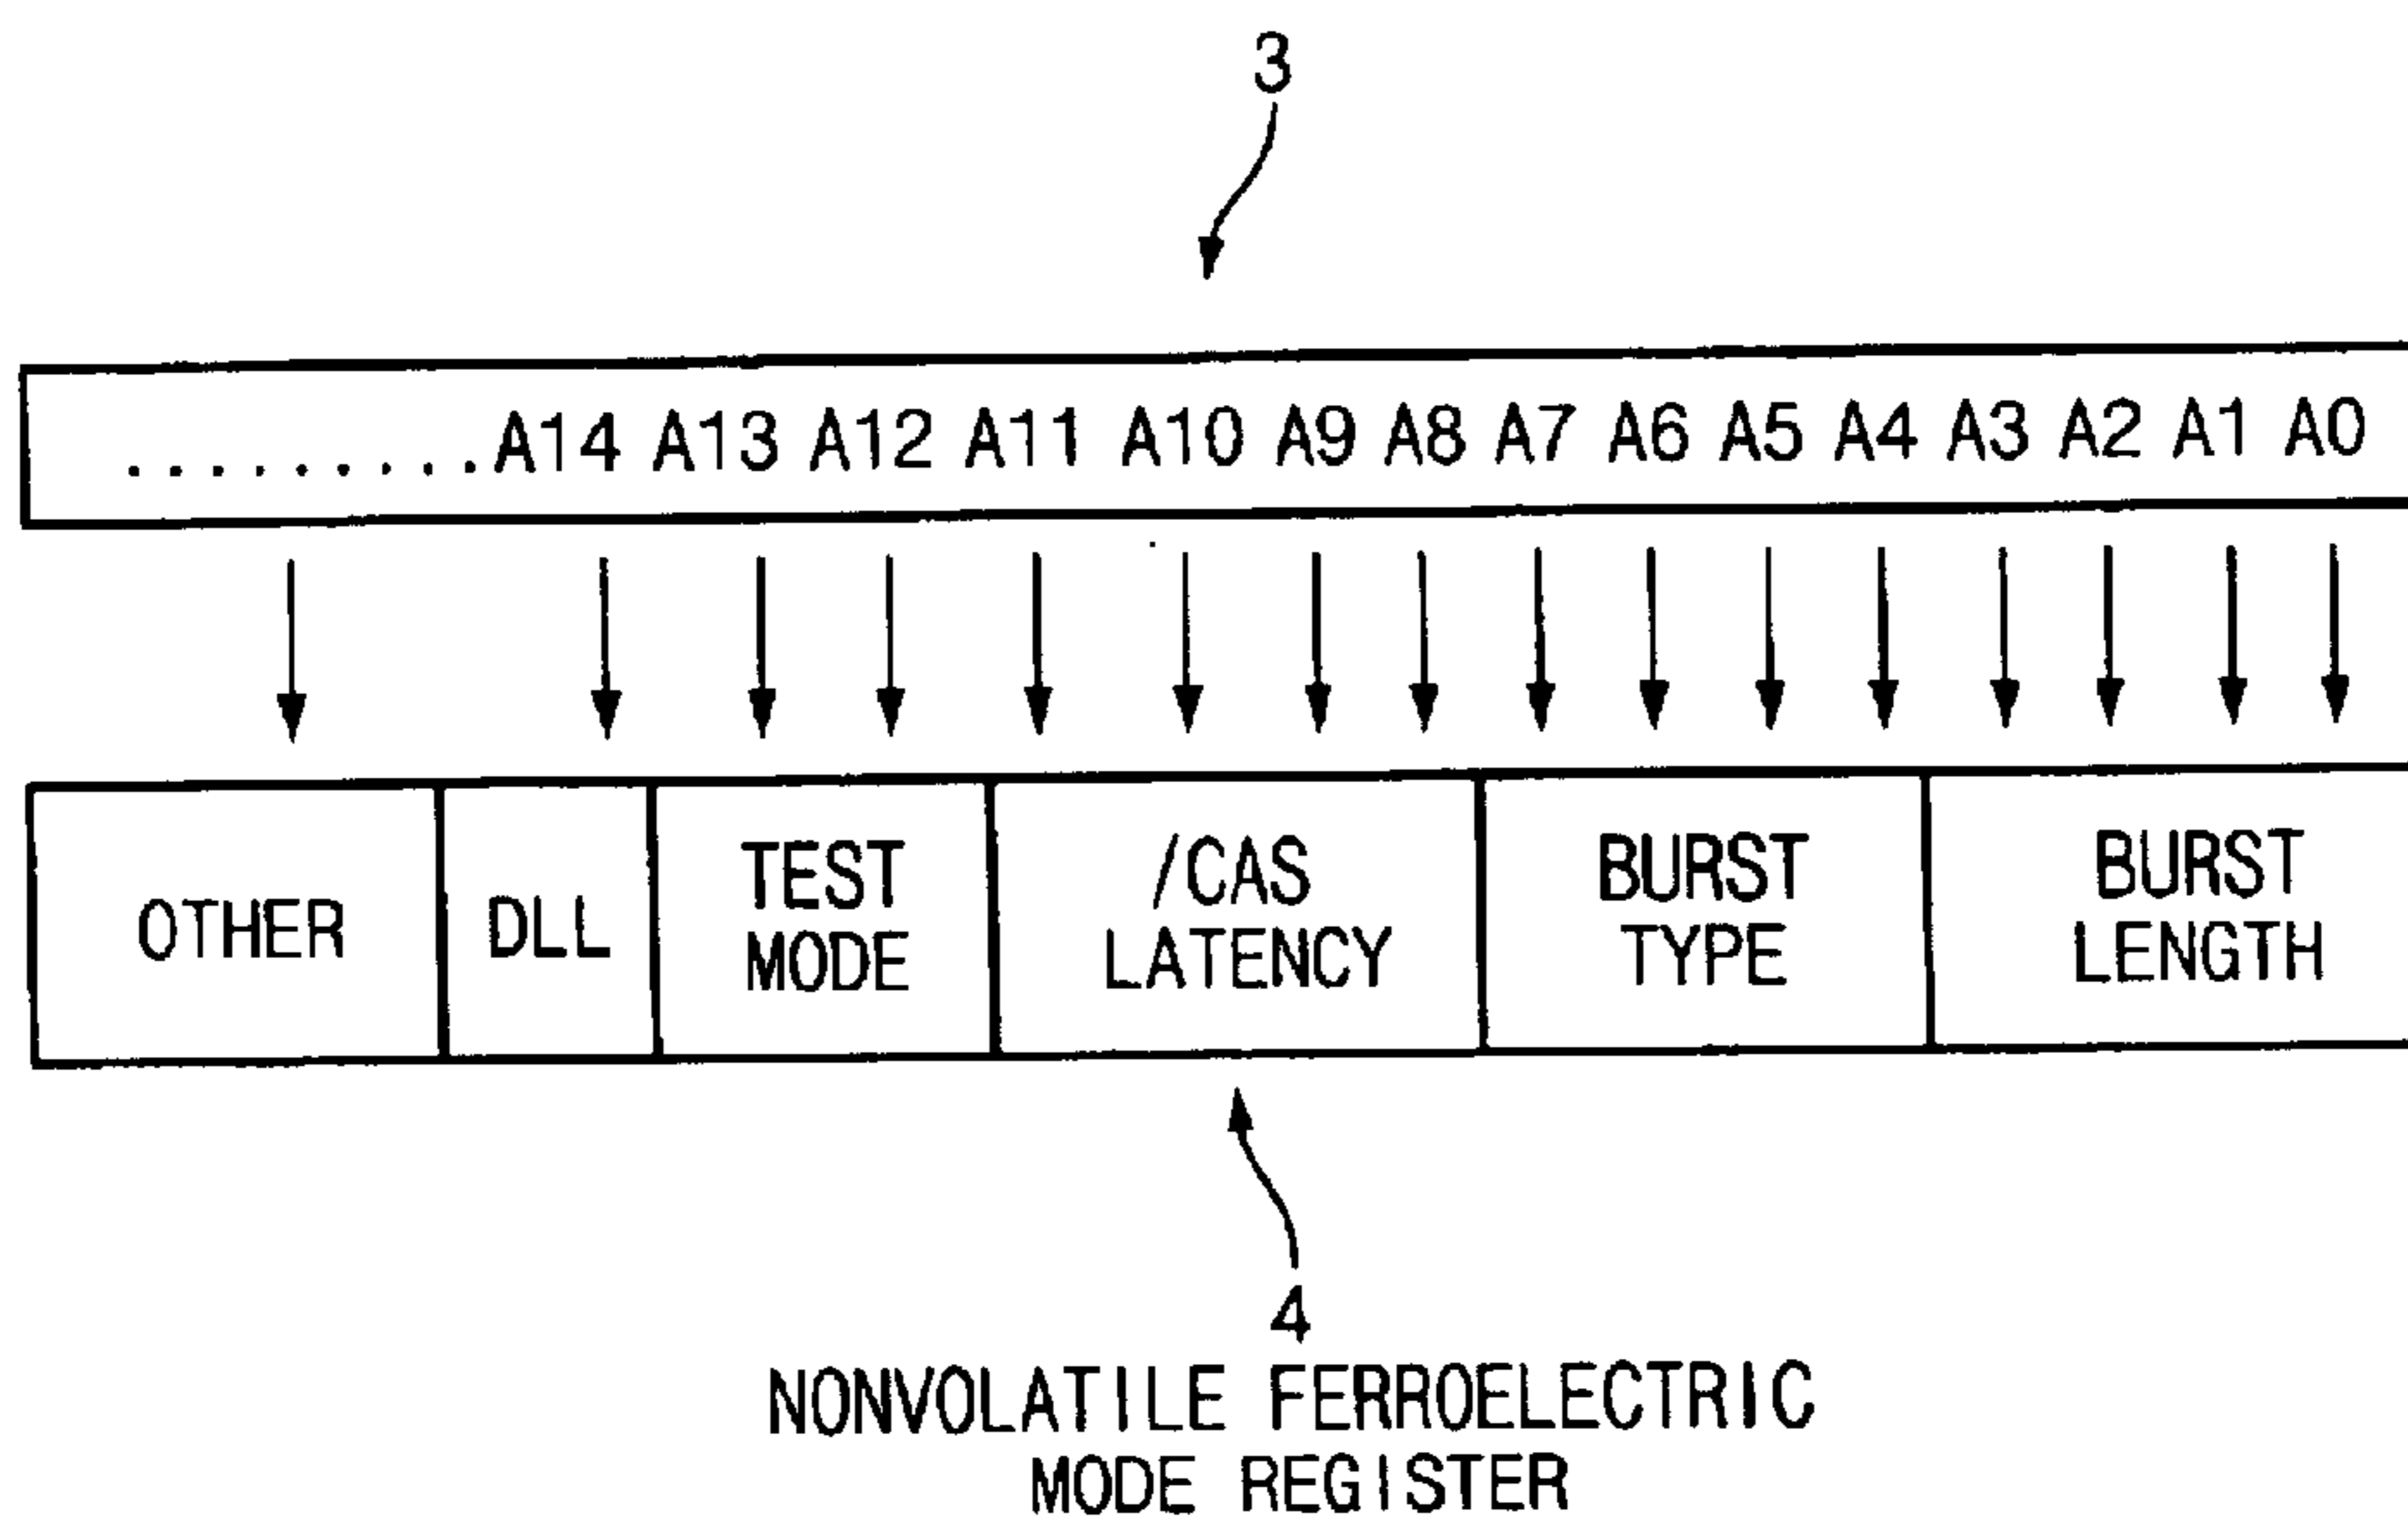 3
.........A14 A13 A12 A11 A10 A9 A8 A7 A6 A5 A4 A3 A2 A1 A0
OTHER
DLL
TEST
MODE
/CAS
LATENCY
BURST
TYPE
BURST
LENGTH
4
NONVOLATILE FERROELECTRIC
MODE REGISTER